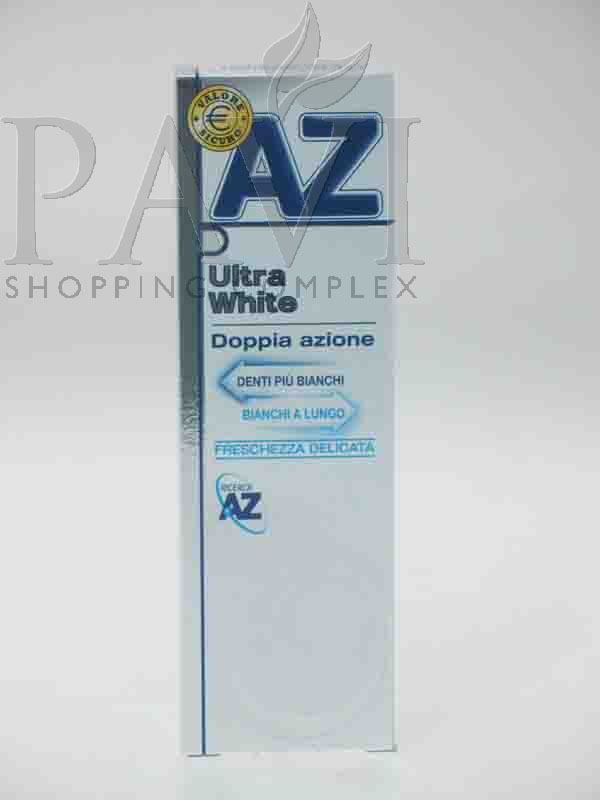 VALORE
SICURO
AZ
PAVI
SHOPPING COMPLEX
Ultra
White
Doppia azione
DENTI PIÙ BIANCHI
BIANCHI A LUNGO
FRESCHEZZA DELICATA
RICERCA
AZ